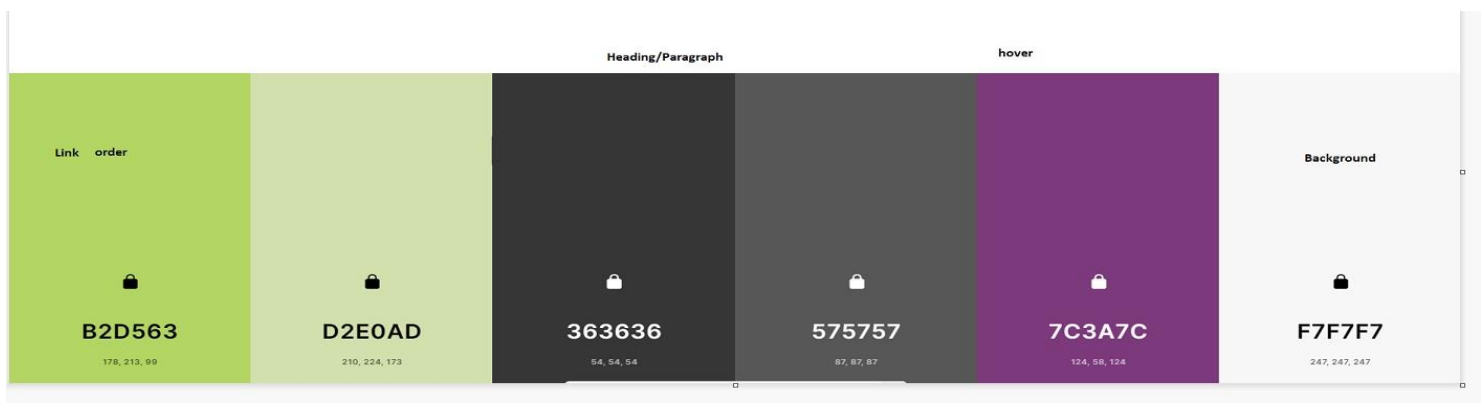 Heading/Paragraph
hover
Link order
Background
B2D563
D2E0AD
363636
575757
7C3A7C
F7F7F7
178, 213, 99
210, 224, 173
54, 54, 54
87, 87, 87
124, 58, 124
247, 247, 247